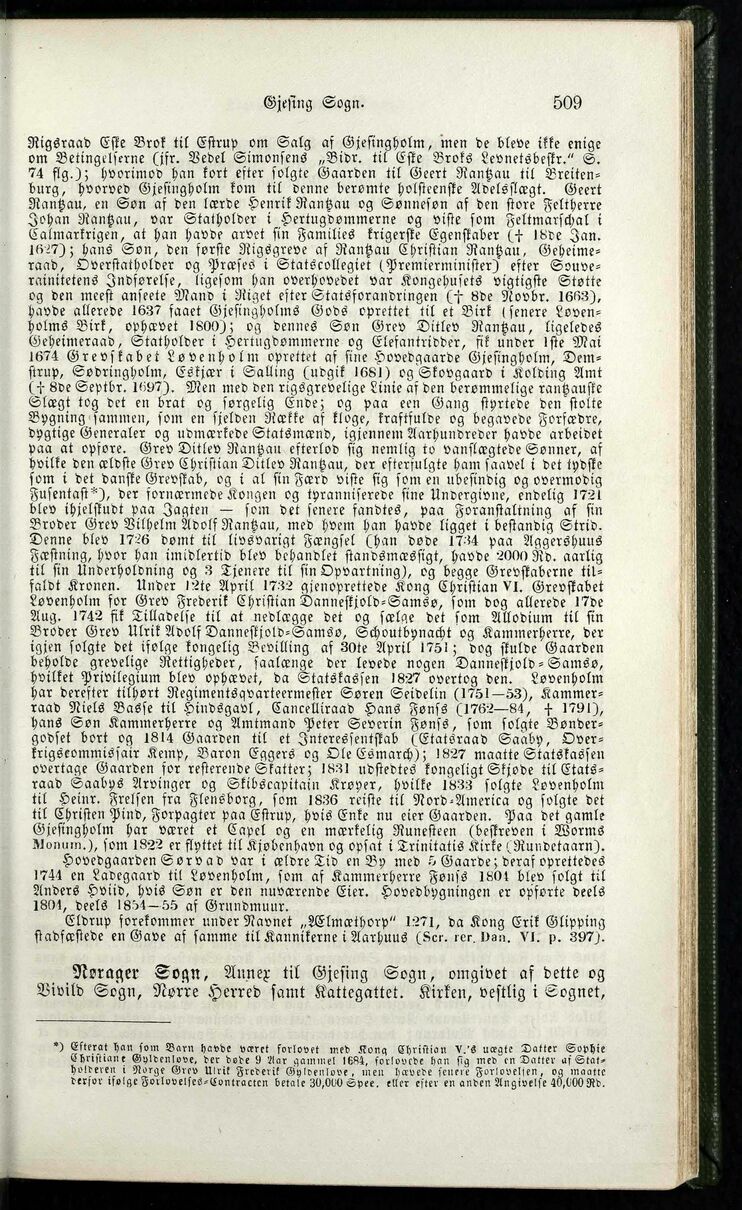 Gjesing Sogn. 509
Rigsraad Eske Brok til Estrup om Salg af Gjesingholm, men de bleve ikke enige
om Betingelserne (jfr. Vedel Simonsens „Bidr. til Eske Broks Levnetsbeskr." S.
74 flg.); hvorimod han kort efter solgte Gaarden til Geert Rantzau til Breiten-
burg, hvorved Gjesingholm kom til denne berømte holsteenske Adelsslægt. Geert
Rantzau, en Søn af den lærde Henrik Rantzau og Sønnesøn af den store Feltherre
Johan Rantzau, var Statholder i Hertugdømmerne og viste som Feltmarschal i
Calmarkrigen, at han havde arvet sin Families krigerske Egenskaber († 18de Jan.
1627); hans Søn, den første Rigsgreve af Rantzau Christian Rantzau, Geheime-
raad, Overstatholder og Præses i Statscollegiet (Premierminister) efter Souve-
rainitetens Indførelse, ligesom han overhovedet var Kongehusets vigtigste Støtte
og den meest anseete Mand i Riget efter Statsforandringen († 8de Novbr. 1663),
havde allerede 1637 faaet Gjesingholms Gods oprettet til et Birk (senere Løven-
holms Birk, ophævet 1800); og dennes Søn Grev Ditlev Rantzau, ligeledes
Geheimeraad, Statholder i Hertugdømmerne og Elefantridder, fik under 1ste Mai
1674 Grevskabet Løvenholm oprettet af sine Hovedgaarde Gjesingholm, Dem-
strup, Sødringholm, Eskjær i Salling (udgik 1681) og Skovgaard i Kolding Amt
(† 8de Septbr. 1697). Men med den rigsgrevelige Linie af den berømmelige rantzauske
Slægt tog det en brat og sørgelig Ende; og paa een Gang styrtede den stolte
Bygning sammen, som en sjelden Række af kloge, kraftfulde og begavede Forfædre,
dygtige Generaler og udmærkede Statsmænd, igjennem Aarhundreder havde arbeidet
paa at opføre. Grev Ditlev Rantzau efterlod sig nemlig to vanslægtede Sønner, af
hvilke den ældste Grev Christian Ditlev Rantzau, der efterfulgte ham saavel i det tydske
som i det danske Grevskab, og i al sin Færd viste sig som en ubesindig og overmodig
Fusentast*), der fornærmede Kongen og tyranniserede sine Undergivne, endelig 1721
blev ihjelskudt paa Jagten — som det senere fandtes, paa Foranstaltning af sin
Broder Grev Vilhelm Adolf Rantzau, med hvem han havde ligget i bestandig Strid.
Denne blev 1726 dømt til livsvarigt Fængsel (han døde 1734 paa Aggershuus
Fæstning, hvor han imidlertid blev behandlet standsmæssigt, havde 2000 Rd. aarlig
til sin Underholdning og 3 Tjenere til sin Opvartning), og begge Grevskaberne til-
faldt Kronen. Under 12te April 1732 gjenoprettede Kong Christian VI. Grevskabet
Løvenholm for Grev Frederik Christian Danneskjold-Samsø, som dog allerede 17de
Aug. 1742 fik Tilladelse til at nedlægge det og sælge det som Allodium til sin
Broder Grev Ulrik Adolf Danneskjold-Samsø, Schoutbynacht og Kammerherre, der
igjen solgte det ifølge kongelig Bevilling af 30te April 1751; dog skulde Gaarden
beholde grevelige Rettigheder, saalænge der levede nogen Danneskjold-Samsø,
hvilket Privilegium blev ophævet, da Statskassen 1827 overtog den. Løvenholm
har derefter tilhørt Regimentsqvarteermester Søren Seidelin (1751—53), Kammer-
raad Niels Basse til Hindsgavl, Cancelliraad Hans Fønss (1762—84, † 1791),
hans Søn Kammerherre og Amtmand Peter Severin Fønss, som solgte Bønder-
godset bort og 1814 Gaarden til et Interessentskab (Etatsraad Saaby, Over-
krigscommissair Kemp, Baron Eggers og Ole Esmarch); 1827 maatte Statskassen
overtage Gaarden for resterende Skatter; 1831 udstedtes kongeligt Skjøde til Etats-
raad Saabys Arvinger og Skibscapitain Krøyer, hvilke 1833 solgte Løvenholm
til Heinr. Frelsen fra Flensborg, som 1836 reiste til Nord-America og solgte det
til Christen Pind, Forpagter paa Estrup, hvis Enke nu eier Gaarden. Paa det gamle
Gjesingholm har været et Capel og en mærkelig Runesteen (beskreven i Worms
Monum.), som 1822 er flyttet til Kjøbenhavn og opsat i Trinitatis Kirke (Rundetaarn).
Hovedgaarden Sørvad var i ældre Tid en By med 5 Gaarde; deraf oprettedes
1744 en Ladegaard til Løvenholm, som af Kammerherre Fønss 1801 blev solgt til
Anders Hviid, hvis Søn er den nuværende Eier. Hovedbygningen er opførte deels
1804, deels 1854—55 af Grundmuur.
Eldrup forekommer under Navnet „Ælmæthorp" 1271, da Kong Erik Glipping
stadfæstede en Gave af samme til Kannikerne i Aarhuus (Scr. rer. Dan. VI. p. 397).
Nørager Sogn, Annex til Gjesing Sogn, omgivet af dette og
Vivild Sogn, Nørre Herred samt Kattegattet. Kirken, vestlig i Sognet,
*) Efterat han som Barn havde været forlovet med Kong Christian V.'s uægte Datter Sophie
Christiane Gyldenløve, der døde 9 Aar gammel 1684, forlovede han sig med en Datter af Stat-
holderen i Norge Grev Ulrik Frederik Gyldenløve, men hævede senere Forlovelsen, og maatte
derfor ifølge Forlovelses-Contracten betale 30,000 Spec. eller efter en anden Angivelse 40,000 Rd.